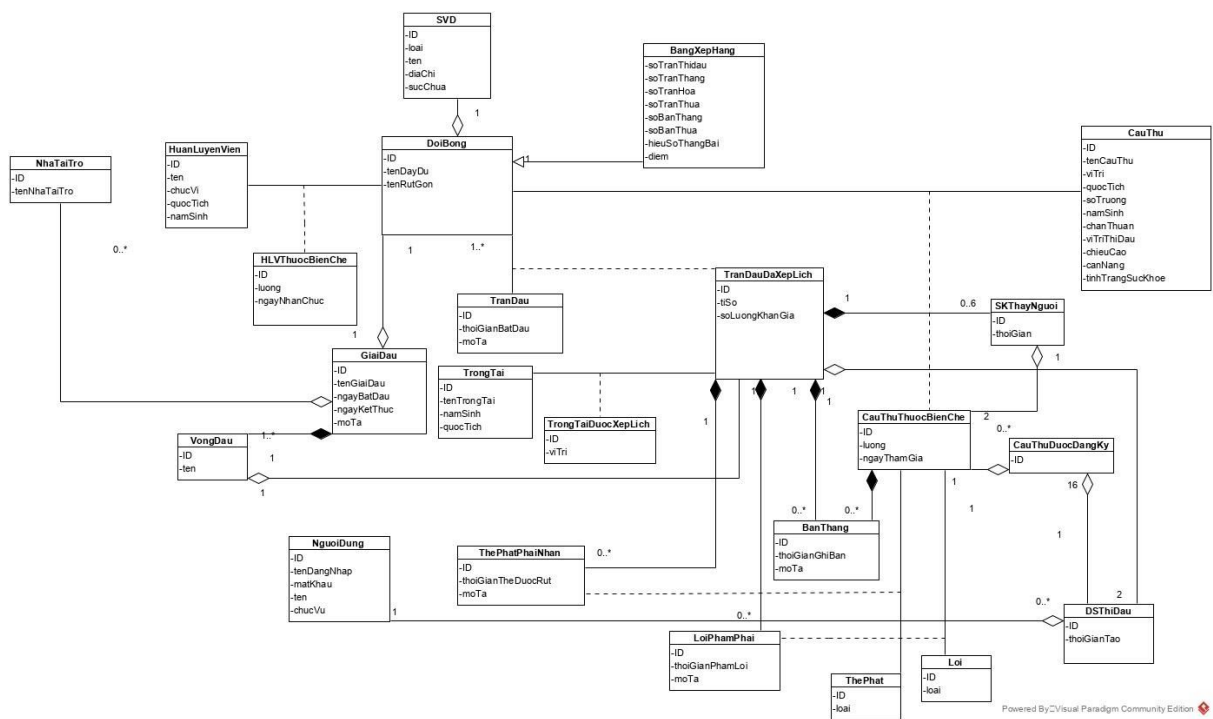 SVD
-ID
-loai
-ten
-diaChi
-sucChua
1
BangXepHang
-soTranThidau
-soTranThang
-soTranHoa
-soTranThua
-soBanThang
-soBanThua
-hieuSoThangBai
-diem
1
DoiBong
-ID
-tenDayDu
-tenRutGon
HuanLuyenVien
-ID
-ten
-chucVi
-quocTich
-namSinh
NhaTaiTro
-ID
-tenNhaTaiTro
0..*
CauThu
-ID
-tenCauThu
-viTri
-quocTich
-soTruong
-namSinh
-chanThuan
-viTriThiDau
-chieuCao
-canNang
-tinhTrangSucKhoe
HLVThuocBienChe
-ID
-luong
-ngayNhanChuc
1
1..*
TranDau
-ID
-thoiGianBatDau
-moTa
TranDauDaXepLich
-ID
-tiSo
-soLuongKhanGia
1
0..6
SKThayNguoi
-ID
-thoiGian
1
2
1
GiaiDau
-ID
-tenGiaiDau
-ngayBatDau
-ngayKetThuc
-moTa
TrongTai
-ID
-tenTrongTai
-namSinh
-quocTich
TrongTaiDuocXepLich
-ID
-viTri
1
1
1
1
1
VongDau
-ID
-ten
1..*
1
1
CauThuThuocBienChe
-ID
-luong
-ngayThamGia
0..*
CauThuDuocDangKy
-ID
1
1
16
1
2
BanThang
-ID
-thoiGianGhiBan
-moTa
0..*
0..*
NguoiDung
-ID
-tenDangNhap
-matKhau
-ten
-chucVu
1
ThePhatPhaiNhan
-ID
-thoiGianTheDuocRut
-moTa
0..*
0..*
DSThiDau
-ID
-thoiGianTao
0..*
LoiPhamPhai
-ID
-thoiGianPhamLoi
-moTa
ThePhat
-ID
-loai
Loi
-ID
-loai
Powered By Visual Paradigm Community Edition